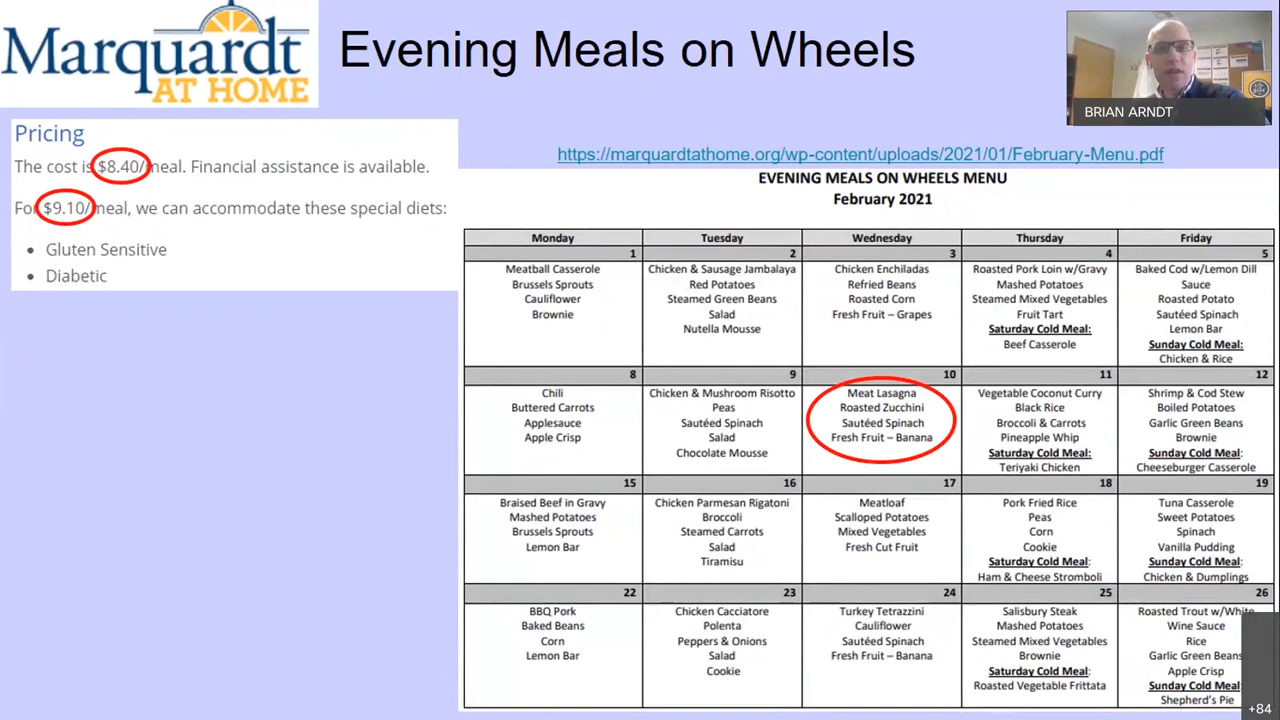 Marquardt
AT HOME
Evening Meals on Wheels
BRIAN ARNDT
Pricing
The cost is $8.40/meal. Financial assistance is available.
For $9.10/meal, we can accommodate these special diets:
• Gluten Sensitive
• Diabetic
https://marquardtathome.org/wp-content/uploads/2021/01/February-Menu.pdf
EVENING MEALS ON WHEELS MENU
February 2021
Monday Tuesday Wednesday Thursday Friday
1 2 3 4 5
Meatball Casserole
Brussels Sprouts
Cauliflower
Brownie
Chicken & Sausage Jambalaya
Red Potatoes
Steamed Green Beans
Salad
Nutella Mousse
Chicken Enchiladas
Refried Beans
Roasted Corn
Fresh Fruit – Grapes
Roasted Pork Loin w/Gravy
Mashed Potatoes
Steamed Mixed Vegetables
Fruit Tart
Saturday Cold Meal:
Beef Casserole
Baked Cod w/Lemon Dill
Sauce
Roasted Potato
Sautéed Spinach
Lemon Bar
Sunday Cold Meal:
Chicken & Rice
8 9 10 11 12
Chili
Buttered Carrots
Applesauce
Apple Crisp
Chicken & Mushroom Risotto
Peas
Sautéed Spinach
Salad
Chocolate Mousse
Meat Lasagna
Roasted Zucchini
Sautéed Spinach
Fresh Fruit – Banana
Vegetable Coconut Curry
Black Rice
Broccoli & Carrots
Pineapple Whip
Saturday Cold Meal:
Teriyaki Chicken
Shrimp & Cod Stew
Boiled Potatoes
Garlic Green Beans
Brownie
Sunday Cold Meal:
Cheeseburger Casserole
15 16 17 18 19
Braised Beef in Gravy
Mashed Potatoes
Brussels Sprouts
Lemon Bar
Chicken Parmesan Rigatoni
Broccoli
Steamed Carrots
Salad
Tiramisu
Meatloaf
Scalloped Potatoes
Mixed Vegetables
Fresh Cut Fruit
Pork Fried Rice
Peas
Corn
Cookie
Saturday Cold Meal:
Ham & Cheese Stromboli
Tuna Casserole
Sweet Potatoes
Spinach
Vanilla Pudding
Sunday Cold Meal:
Chicken & Dumplings
22 23 24 25 26
BBQ Pork
Baked Beans
Corn
Lemon Bar
Chicken Cacciatore
Polenta
Peppers & Onions
Salad
Cookie
Turkey Tetrazzini
Cauliflower
Sautéed Spinach
Fresh Fruit – Banana
Salisbury Steak
Mashed Potatoes
Steamed Mixed Vegetables
Brownie
Saturday Cold Meal:
Roasted Vegetable Frittata
Roasted Trout w/White
Wine Sauce
Rice
Garlic Green Beans
Apple Crisp
Sunday Cold Meal:
Shepherd's Pie
+84